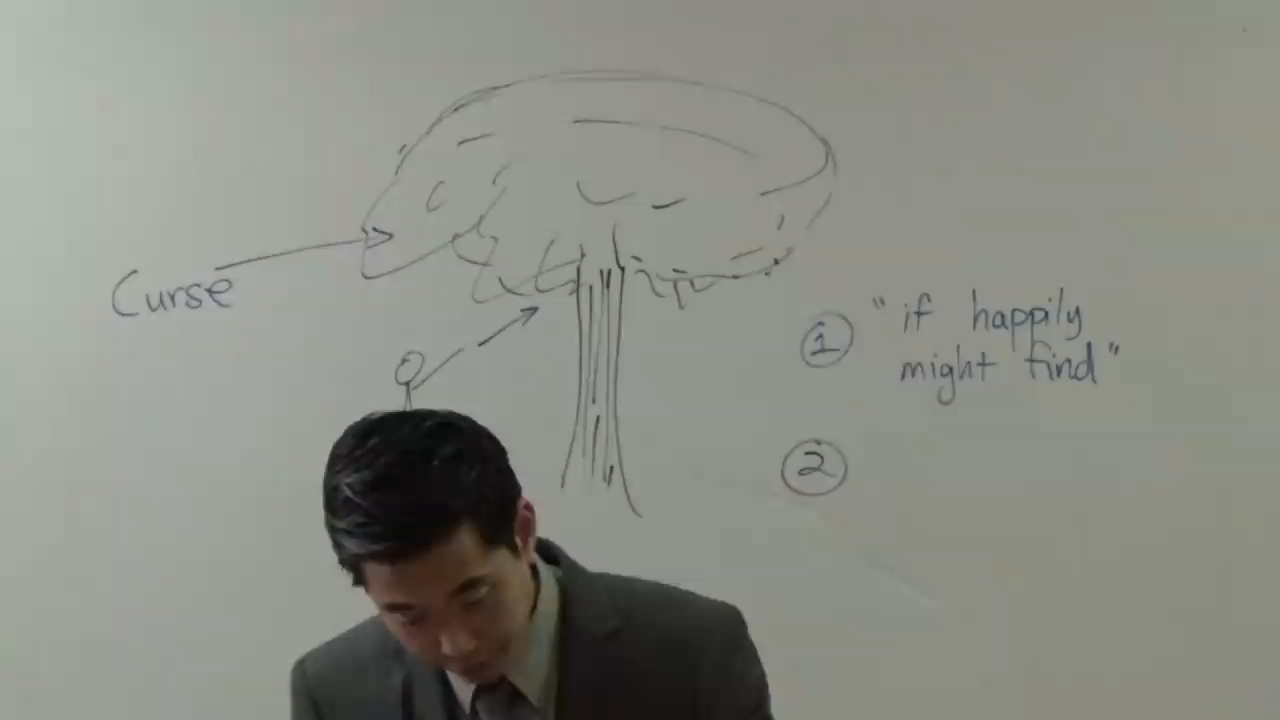 Curse
① "if happily
might find"
②